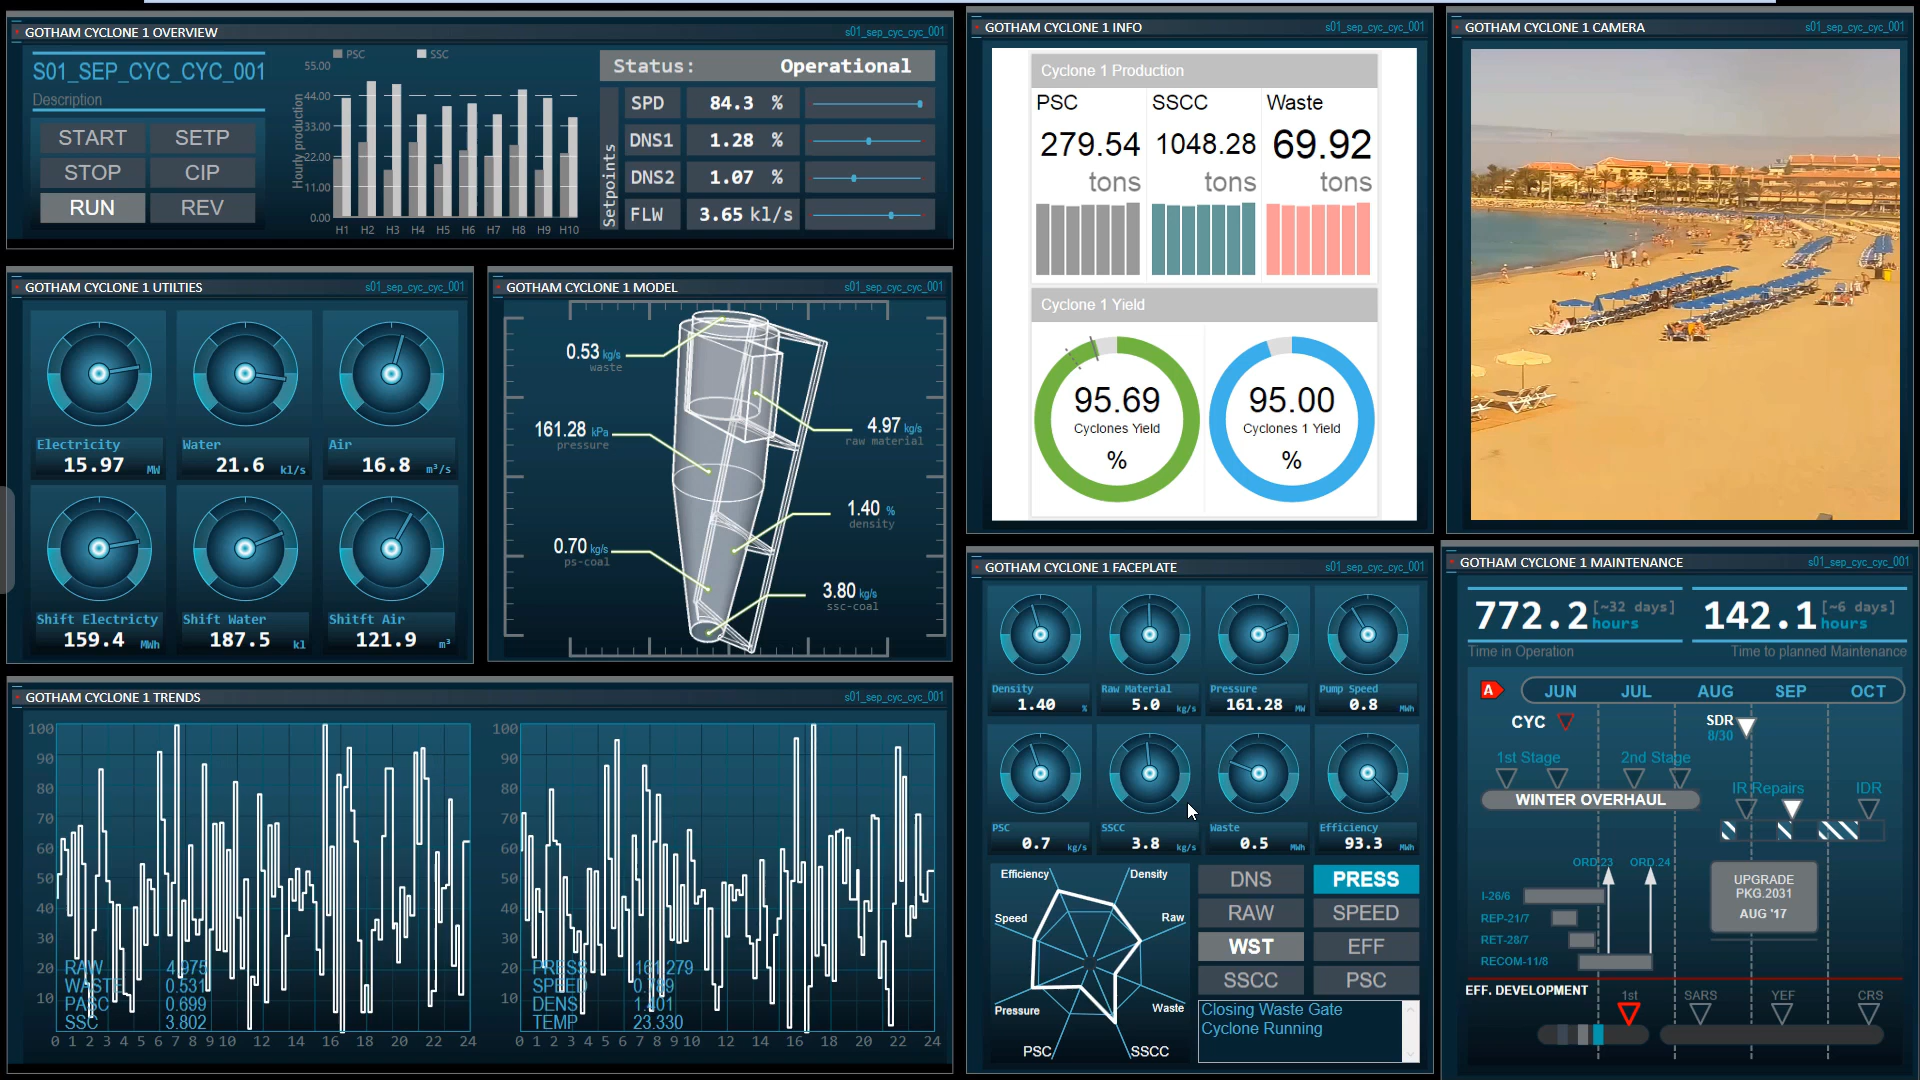 GOTHAM CYCLONE 1 OVERVIEW
s01_sep_cyc_cyc_001
S01_SEP_CYC_CYC_001
Description
START SETP
STOP CIP
RUN REV
PSC SSC
Hourly production
55.00
44.00
33.00
22.00
11.00
0.00
H1 H2 H3 H4 H5 H6 H7 H8 H9 H10
Status: Operational
Setpoints
SPD 84.3 %
DNS1 1.28 %
DNS2 1.07 %
FLW 3.65 kl/s
GOTHAM CYCLONE 1 INFO
s01_sep_cyc_cyc_001
Cyclone 1 Production
PSC SSCC Waste
279.54 1048.28 69.92
tons tons tons
Cyclone 1 Yield
95.69 95.00
Cyclones Yield Cyclones 1 Yield
% %
GOTHAM CYCLONE 1 CAMERA
s01_sep_cyc_cyc_001
GOTHAM CYCLONE 1 UTILTIES
s01_sep_cyc_cyc_001
Electricity Water Air
15.97 MW 21.6 kl/s 16.8 m³/s
Shift Electricty Shift Water Shitft Air
159.4 MWh 187.5 kl 121.9 m³
GOTHAM CYCLONE 1 MODEL
s01_sep_cyc_cyc_001
0.53 kg/s
waste
161.28 kPa
pressure
4.97 kg/s
raw material
1.40 %
density
0.70 kg/s
ps-coal
3.80 kg/s
ssc-coal
GOTHAM CYCLONE 1 TRENDS
s01_sep_cyc_cyc_001
100
90
80
70
60
50
40
30
20
10
RAW 4.975
WASTE 0.531
PASC 0.699
SSC 3.802
0 1 2 3 4 5 6 7 8 9 10 12 14 16 18 20 22 24
100
90
80
70
60
50
40
30
20
10
PRESS 161.279
SPEED 0.789
DENS 1.401
TEMP 23.330
0 1 2 3 4 5 6 7 8 9 10 12 14 16 18 20 22 24
GOTHAM CYCLONE 1 FACEPLATE
s01_sep_cyc_cyc_001
Density Raw Material Pressure Pump Speed
1.40 % 5.0 kg/s 161.28 MW 0.8 MWh
PSC SSCC Waste Efficiency
0.7 kg/s 3.8 kg/s 0.5 MWh 93.3 MWh
Efficiency Density
Speed Raw
Pressure Waste
PSC SSCC
DNS PRESS
RAW SPEED
WST EFF
SSCC PSC
Closing Waste Gate
Cyclone Running
GOTHAM CYCLONE 1 MAINTENANCE
s01_sep_cyc_cyc_001
772.2 [~32 days] hours
Time in Operation
142.1 [~6 days] hours
Time to planned Maintenance
A JUN JUL AUG SEP OCT
CYC SDR
8/30
1st Stage 2nd Stage
WINTER OVERHAUL
IR Repairs IDR
ORD.23 ORD.24
I-26/6
REP-21/7
RET-28/7
RECOM-11/8
UPGRADE
PKG.2031
AUG '17
EFF. DEVELOPMENT
1st SARS YEF CRS